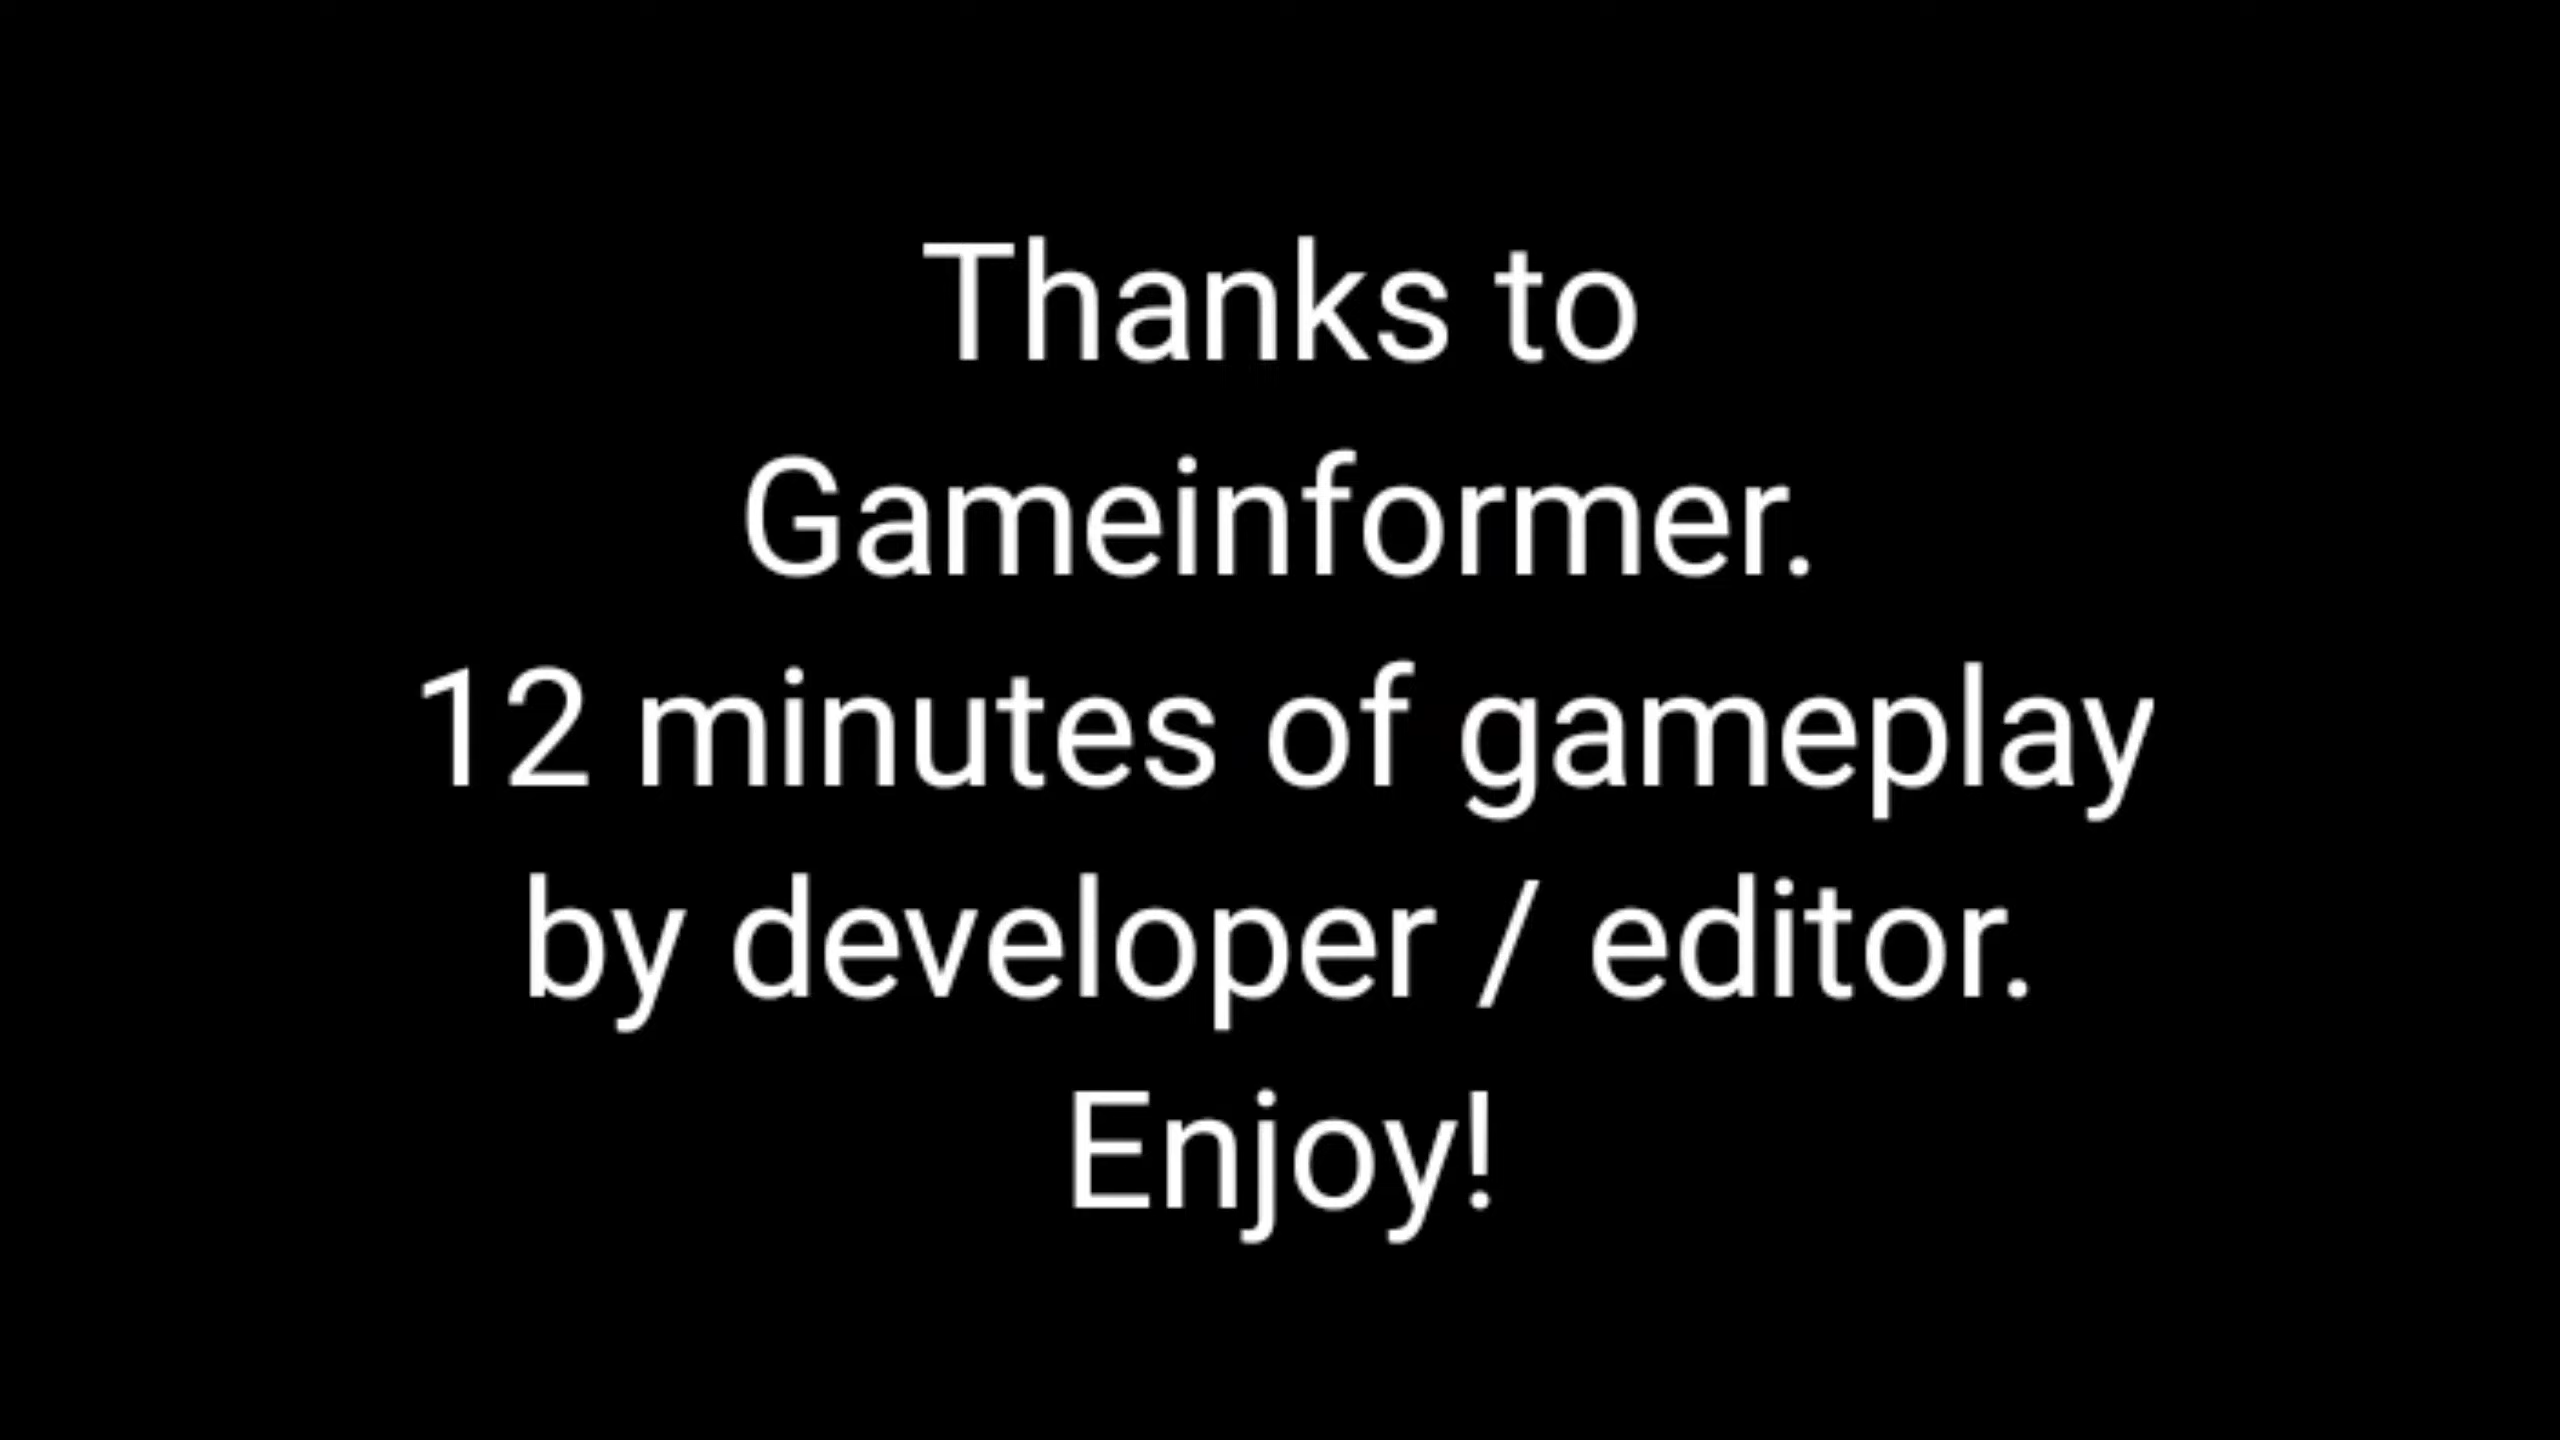 Thanks to
Gameinformer.
12 minutes of gameplay
by developer / editor.
Enjoy!